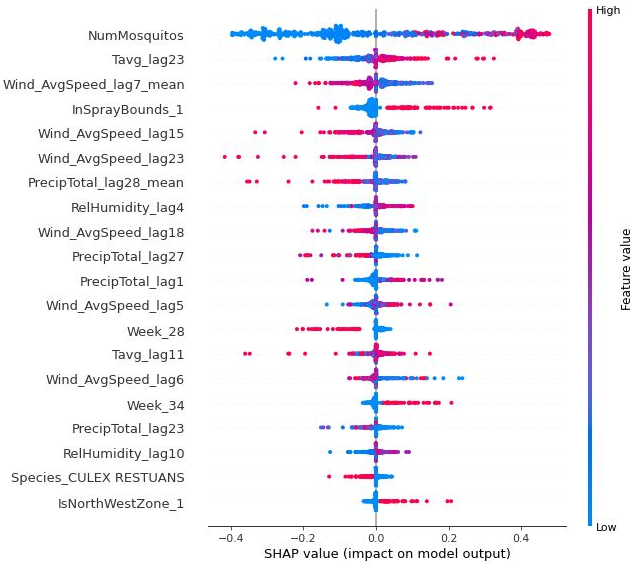 High
NumMosquitos
Tavg_lag23
Wind_AvgSpeed_lag7_mean
InSprayBounds_1
Wind_AvgSpeed_lag15
Wind_AvgSpeed_lag23
PrecipTotal_lag28_mean
RelHumidity_lag4
Wind_AvgSpeed_lag18
PrecipTotal_lag27
PrecipTotal_lag1
Wind_AvgSpeed_lag5
Week_28
Tavg_lag11
Wind_AvgSpeed_lag6
Week_34
PrecipTotal_lag23
RelHumidity_lag10
Species_CULEX RESTUANS
IsNorthWestZone_1
Feature value
Low
−0.4 −0.2 0.0 0.2 0.4
SHAP value (impact on model output)